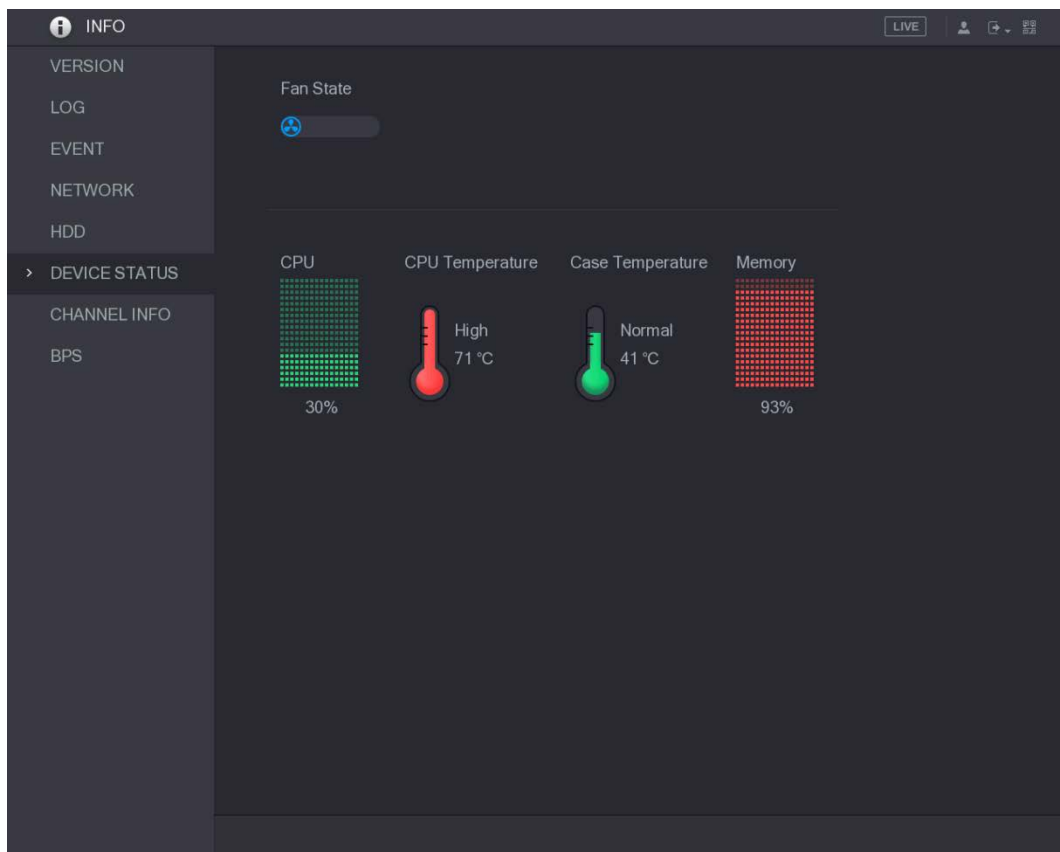 INFO
LIVE
VERSION
LOG
EVENT
NETWORK
HDD
DEVICE STATUS
CHANNEL INFO
BPS
Fan State
CPU CPU Temperature Case Temperature Memory
High Normal
71 °C 41 °C
30% 93%